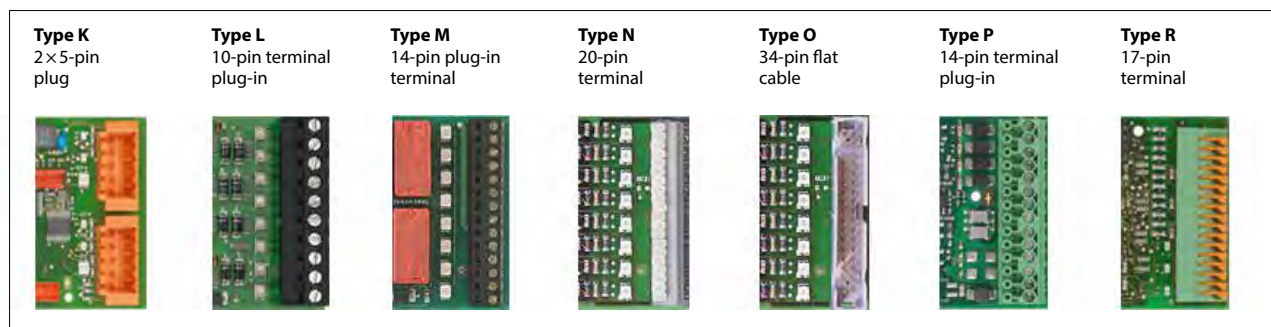 Type K
2×5-pin
plug
Type L
10-pin terminal
plug-in
Type M
14-pin plug-in
terminal
Type N
20-pin
terminal
Type O
34-pin flat
cable
Type P
14-pin terminal
plug-in
Type R
17-pin
terminal